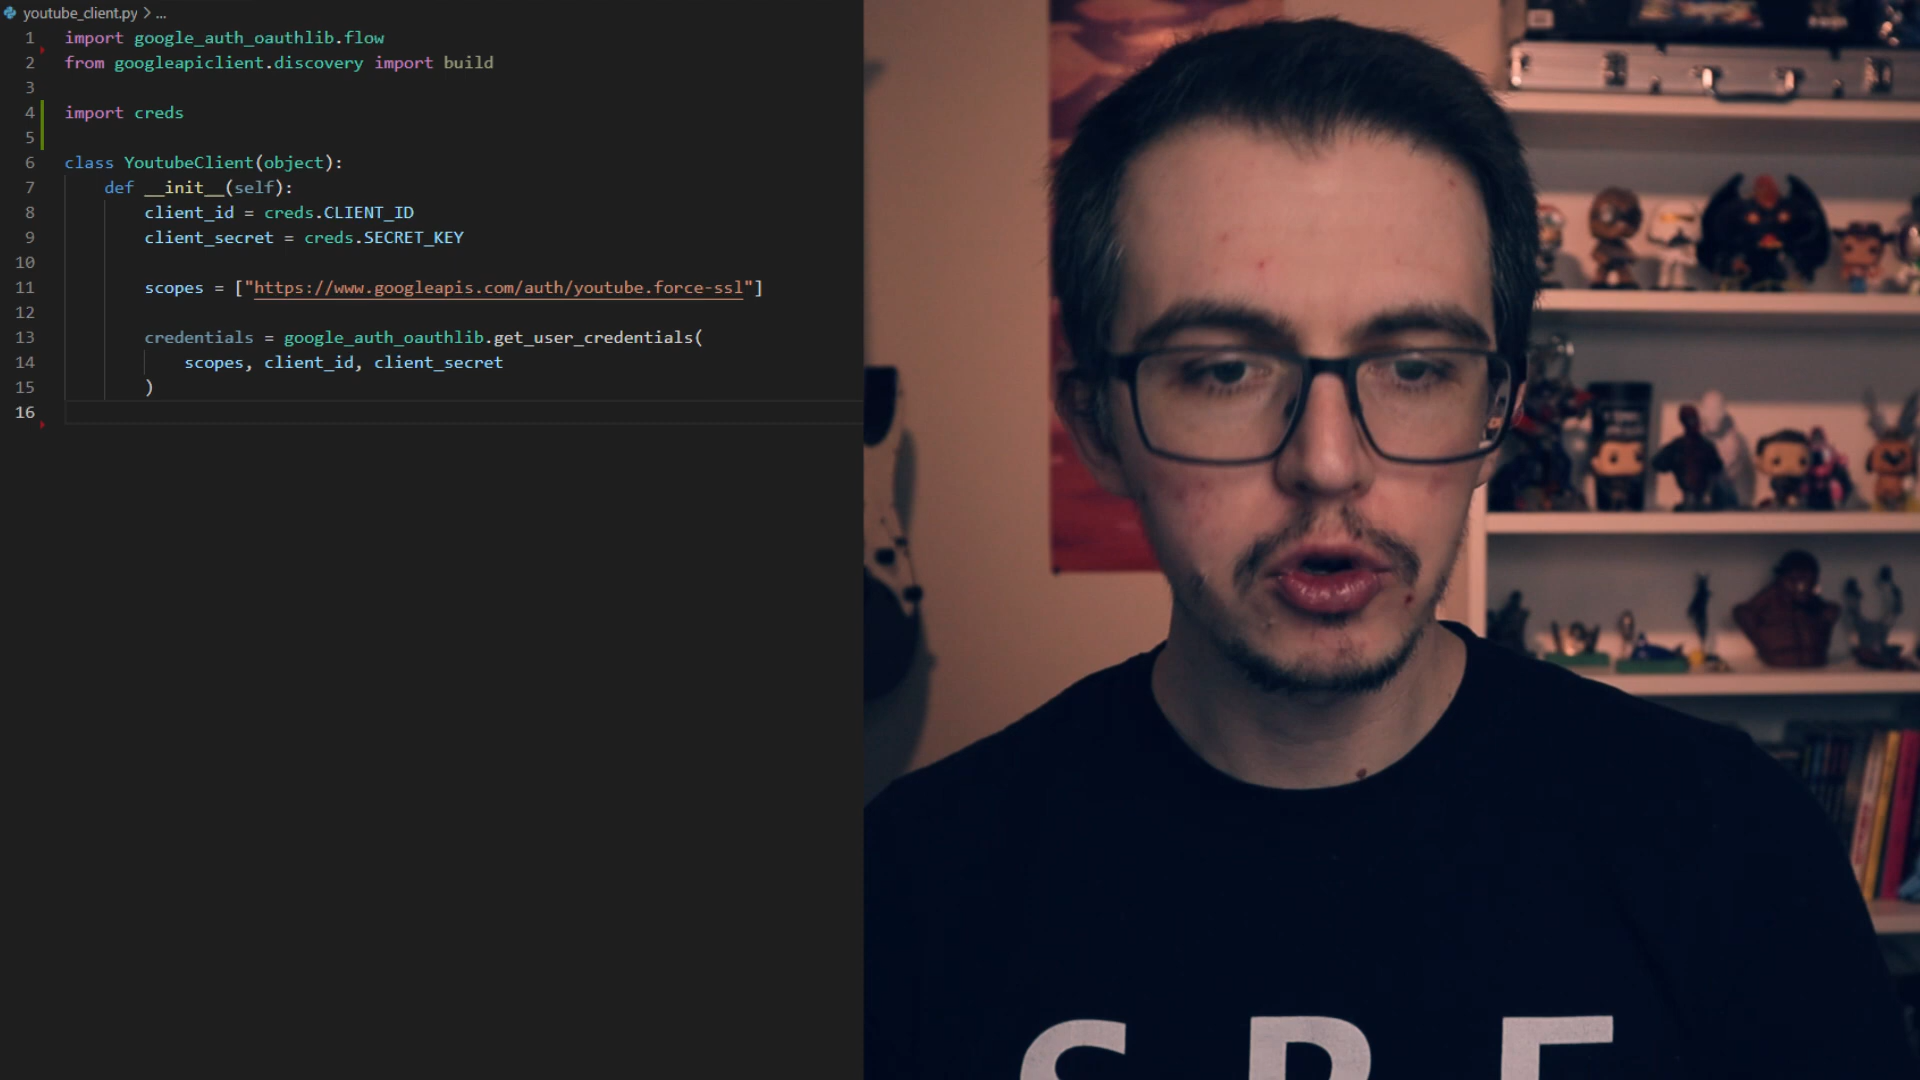 youtube_client.py > ...
1 import google_auth_oauthlib.flow
2 from googleapiclient.discovery import build
3
4 import creds
5
6 class YoutubeClient(object):
7 def __init__(self):
8 client_id = creds.CLIENT_ID
9 client_secret = creds.SECRET_KEY
10
11 scopes = ["https://www.googleapis.com/auth/youtube.force-ssl"]
12
13 credentials = google_auth_oauthlib.get_user_credentials(
14 scopes, client_id, client_secret
15 )
16